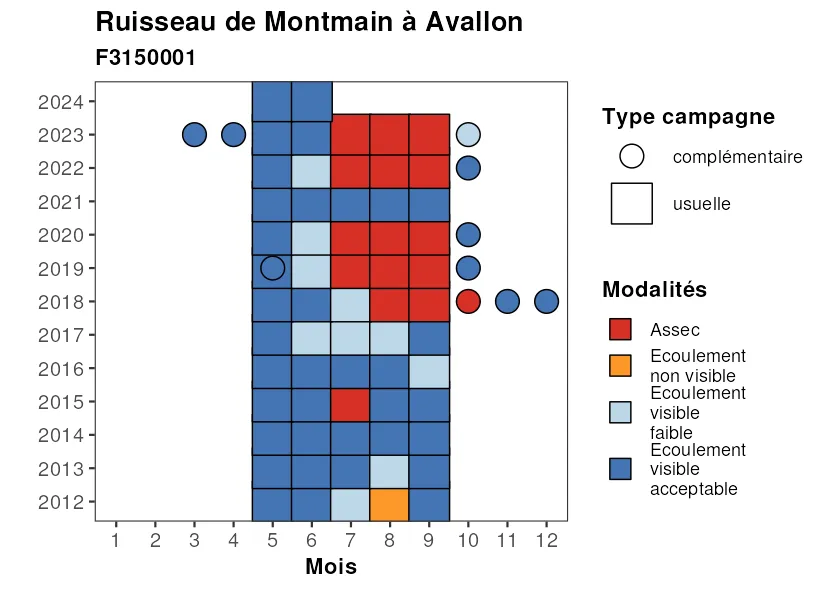 Ruisseau de Montmain à Avallon
F3150001
2024
2023
2022
2021
2020
2019
2018
2017
2016
2015
2014
2013
2012
1 2 3 4 5 6 7 8 9 10 11 12
Mois
Type campagne
complémentaire
usuelle
Modalités
Assec
Ecoulement
non visible
Ecoulement
visible
faible
Ecoulement
visible
acceptable